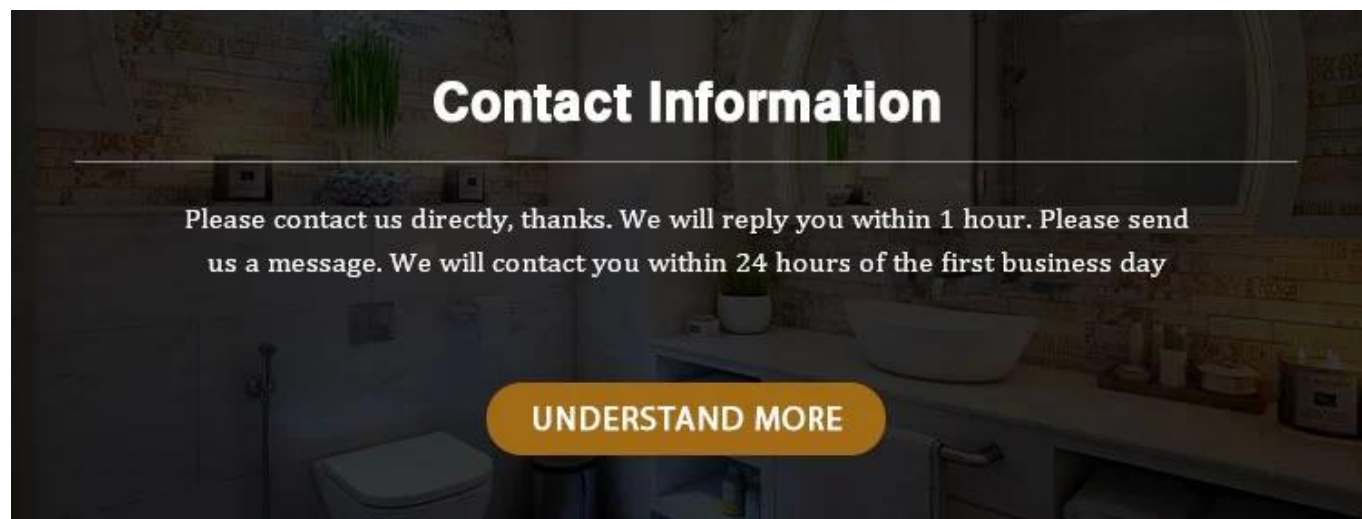 Contact Information
Please contact us directly, thanks. We will reply you within 1 hour. Please send
us a message. We will contact you within 24 hours of the first business day
UNDERSTAND MORE